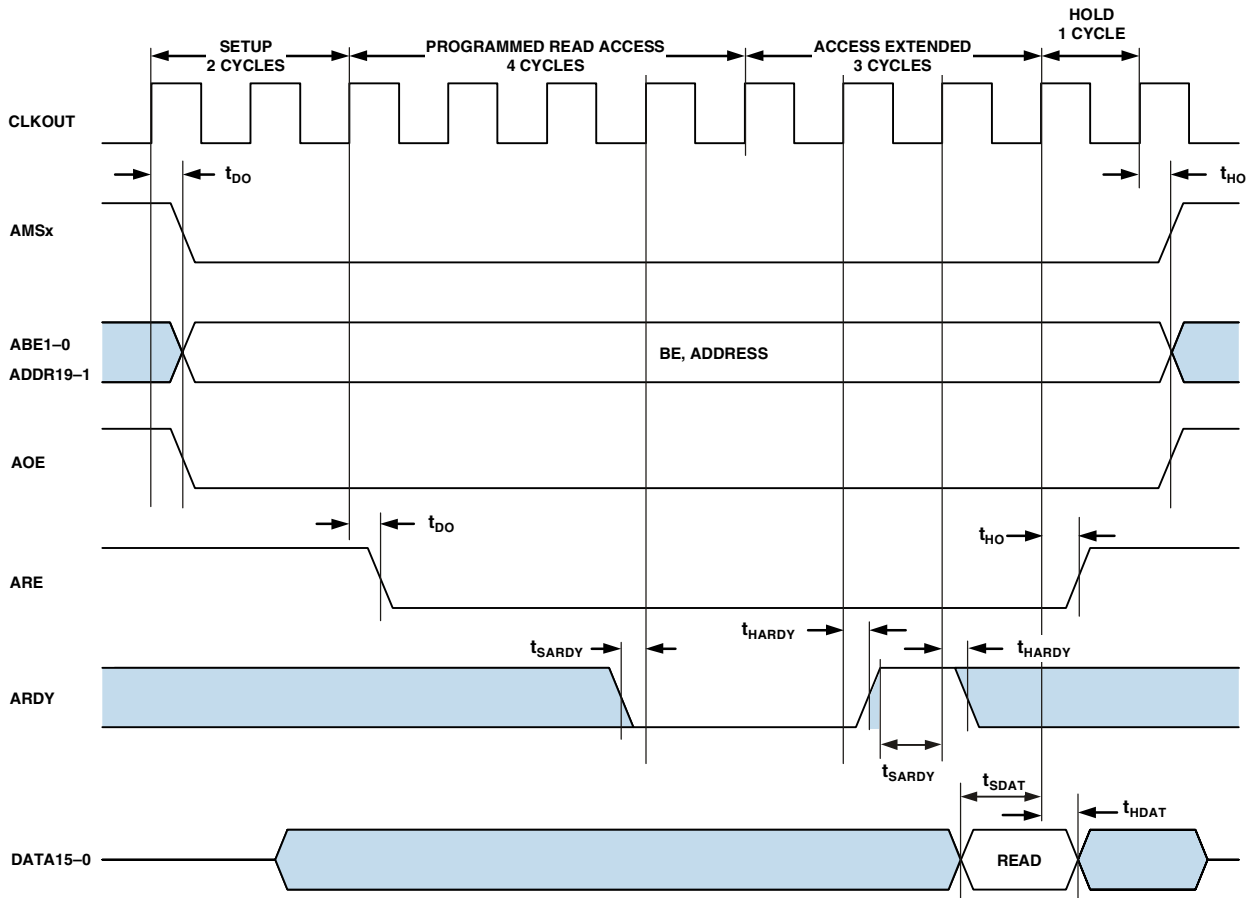 HOLD
1 CYCLE
SETUP
2 CYCLES
PROGRAMMED READ ACCESS
4 CYCLES
ACCESS EXTENDED
3 CYCLES
CLKOUT
tDO
tHO
AMSx
ABE1–0
ADDR19–1
BE, ADDRESS
AOE
tDO
tHO
ARE
tSARDY
tHARDY
tHARDY
ARDY
tSARDY
tSDAT
tHDAT
DATA15–0
READ